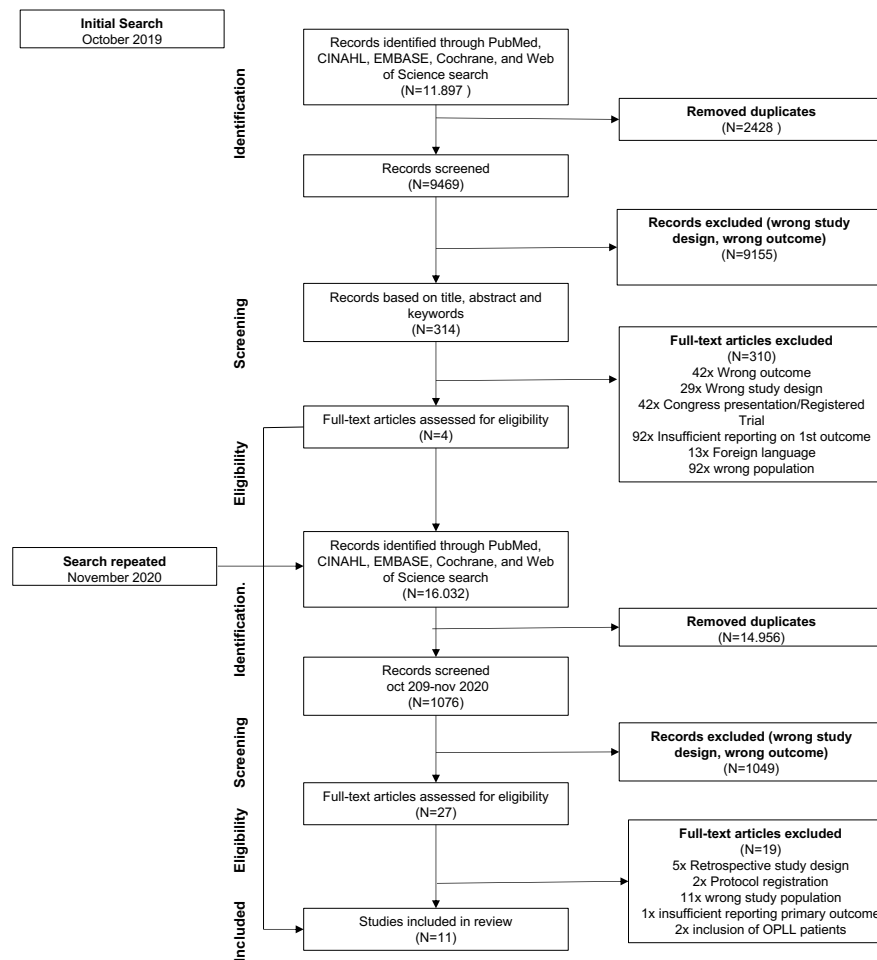 Initial Search
October 2019
Records identified through PubMed,
CINAHL, EMBASE, Cochrane, and Web
of Science search
(N=11.897 )
Identification
Removed duplicates
(N=2428 )
Records screened
(N=9469)
Records excluded (wrong study
design, wrong outcome)
(N=9155)
Screening
Records based on title, abstract and
keywords
(N=314)
Full-text articles excluded
(N=310)
42x Wrong outcome
29x Wrong study design
42x Congress presentation/Registered
Trial
92x Insufficient reporting on 1st outcome
13x Foreign language
92x wrong population
Full-text articles assessed for eligibility
(N=4)
Eligibility
Search repeated
November 2020
Records identified through PubMed,
CINAHL, EMBASE, Cochrane, and Web
of Science search
(N=16.032)
Identification.
Removed duplicates
(N=14.956)
Records screened
oct 209-nov 2020
(N=1076)
Screening
Records excluded (wrong study
design, wrong outcome)
(N=1049)
Full-text articles assessed for eligibility
(N=27)
Eligibility
Full-text articles excluded
(N=19)
5x Retrospective study design
2x Protocol registration
11x wrong study population
1x insufficient reporting primary outcome
2x inclusion of OPLL patients
Included
Studies included in review
(N=11)